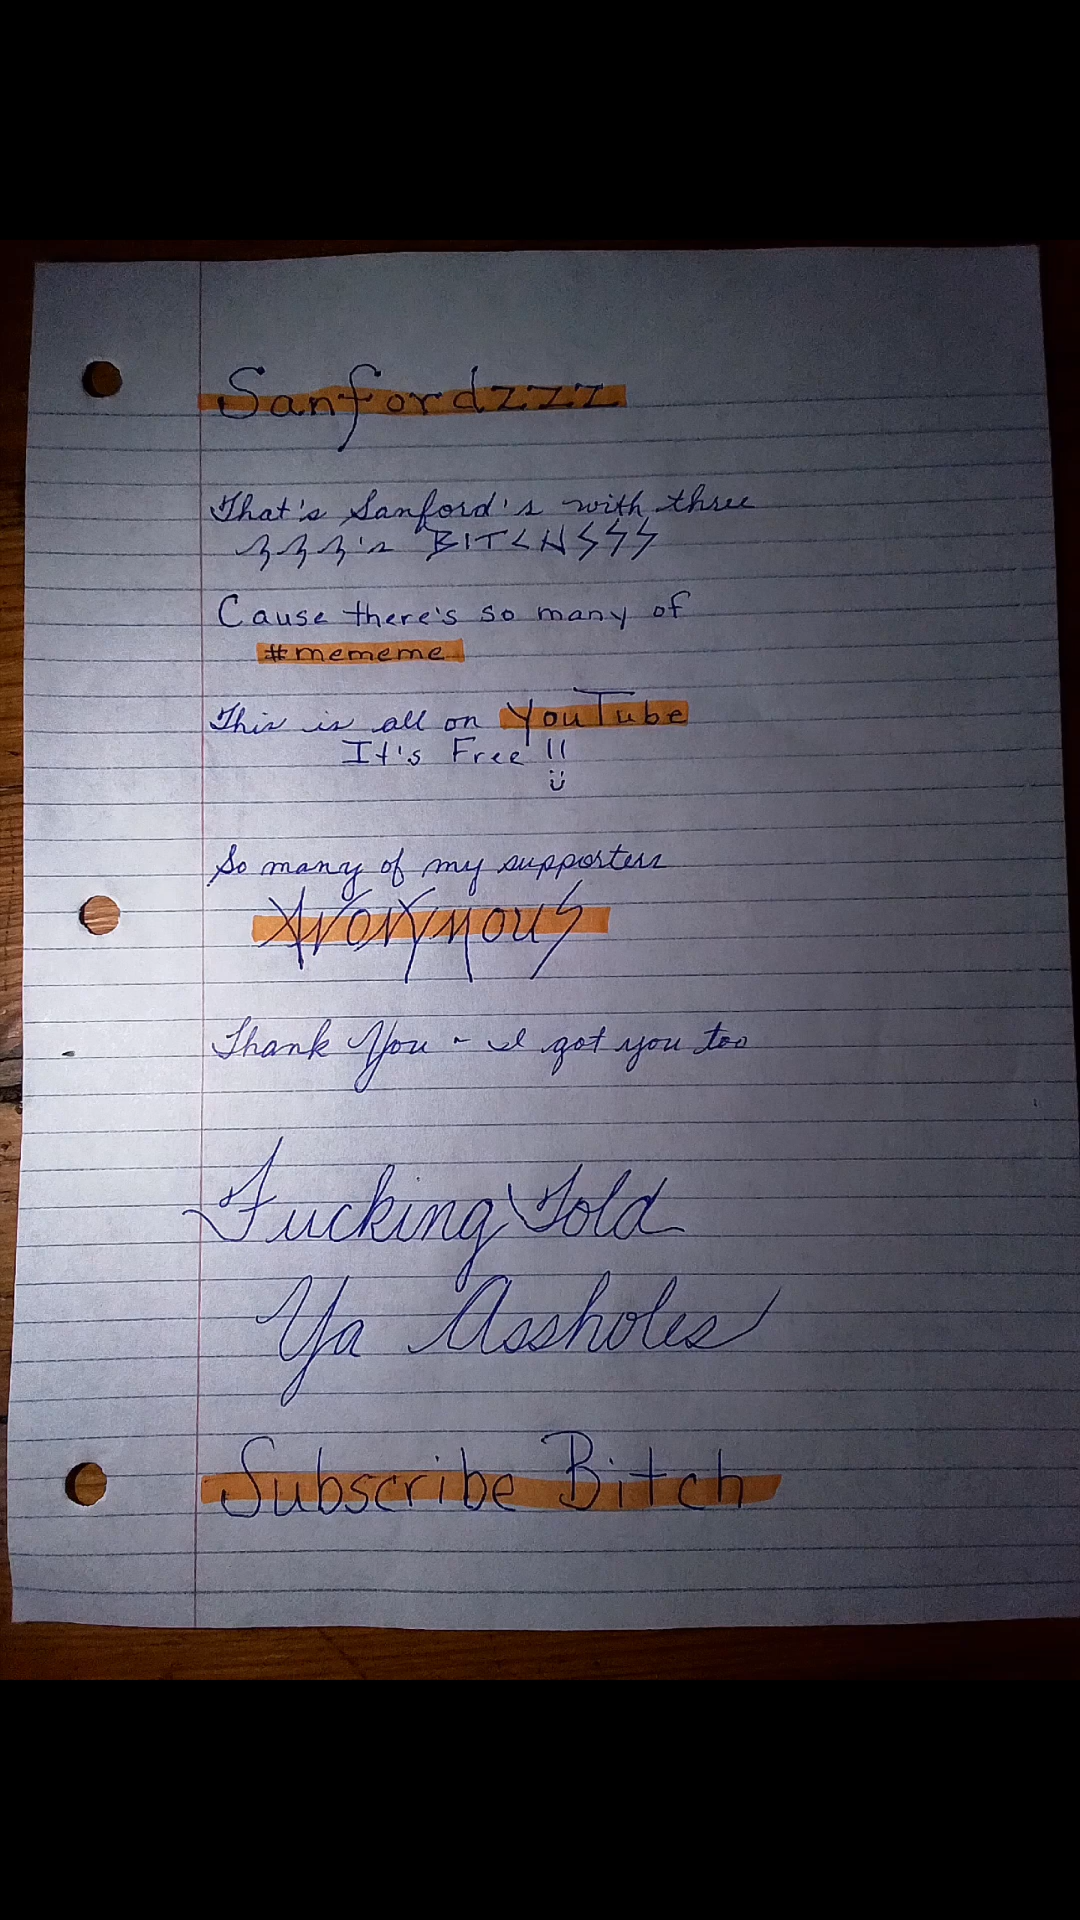 Sanfordzzz
That's Sanford's with three
zzz's BITCHSSS
Cause there's so many of
#mememe
This is all on YouTube
It's Free !!
:)
So many of my supporters
ANONYMOUS
Thank You - I got you too
Fucking Told
Ya Assholes
Subscribe Bitch